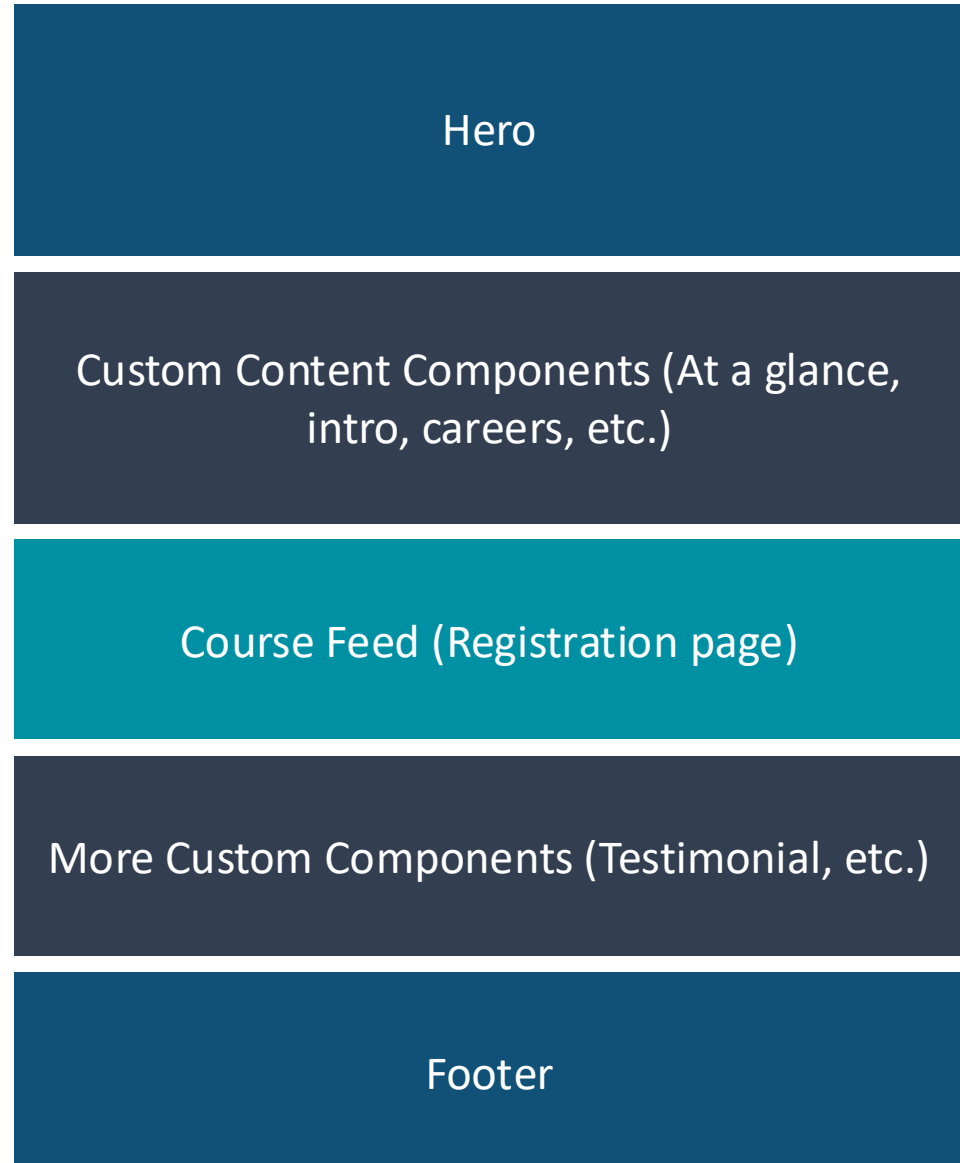 Hero
Custom Content Components (At a glance,
intro, careers, etc.)
Course Feed (Registration page)
More Custom Components (Testimonial, etc.)
Footer